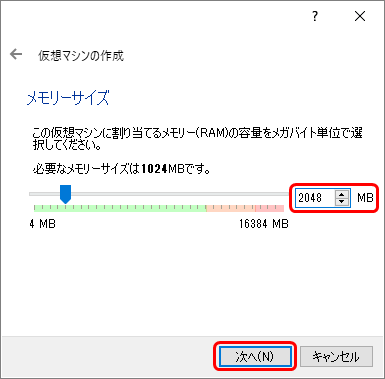 ?
仮想マシンの作成
メモリーサイズ
この仮想マシンに割り当てるメモリー(RAM)の容量をメガバイト単位で選
択してください。
必要なメモリーサイズは1024MBです。
2048 MB
4 MB 16384 MB
次へ(N) キャンセル